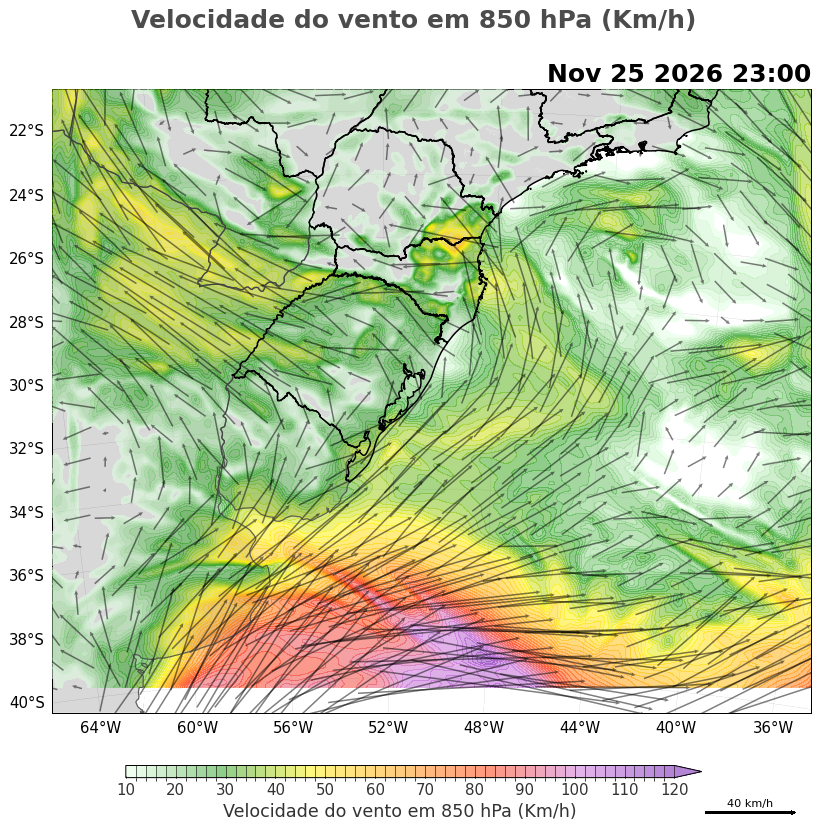 Velocidade do vento em 850 hPa (Km/h)
Nov 25 2026 23:00
22°S
24°S
26°S
28°S
30°S
32°S
34°S
36°S
38°S
40°S
64°W 60°W 56°W 52°W 48°W 44°W 40°W 36°W
10 20 30 40 50 60 70 80 90 100 110 120
Velocidade do vento em 850 hPa (Km/h)
40 km/h